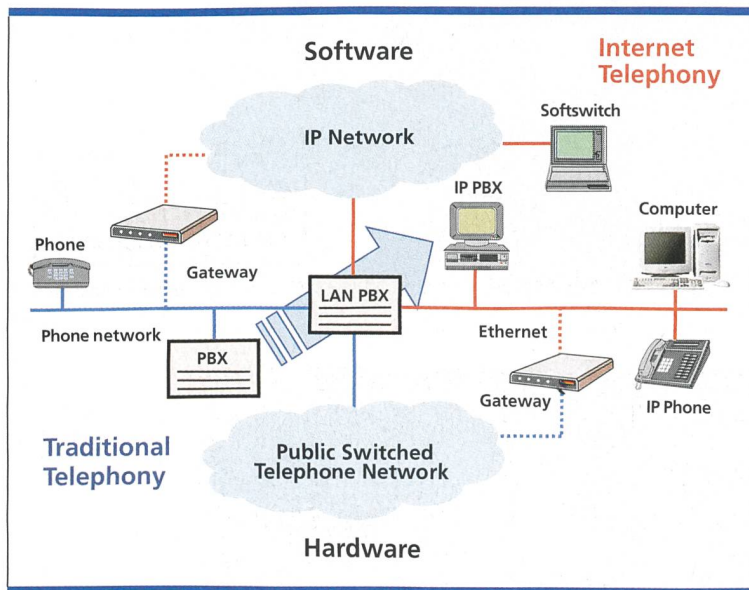 Software
Internet
Telephony
Softswitch
IP Network
IP PBX
Computer
Phone
Gateway
LAN PBX
Phone network
Ethernet
PBX
Gateway
IP Phone
Traditional
Telephony
Public Switched
Telephone Network
Hardware